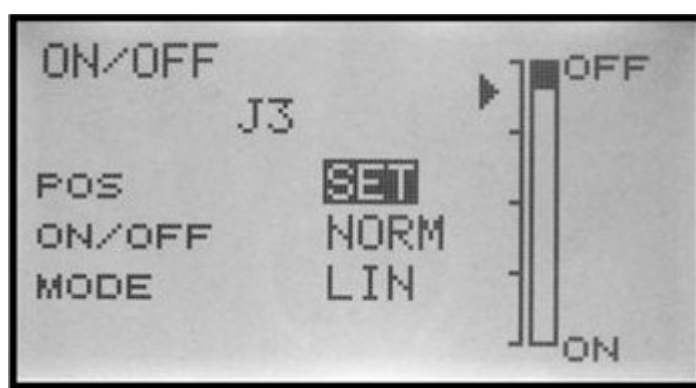 ON/OFF
J3
POS SET
ON/OFF NORM
MODE LIN
OFF
ON